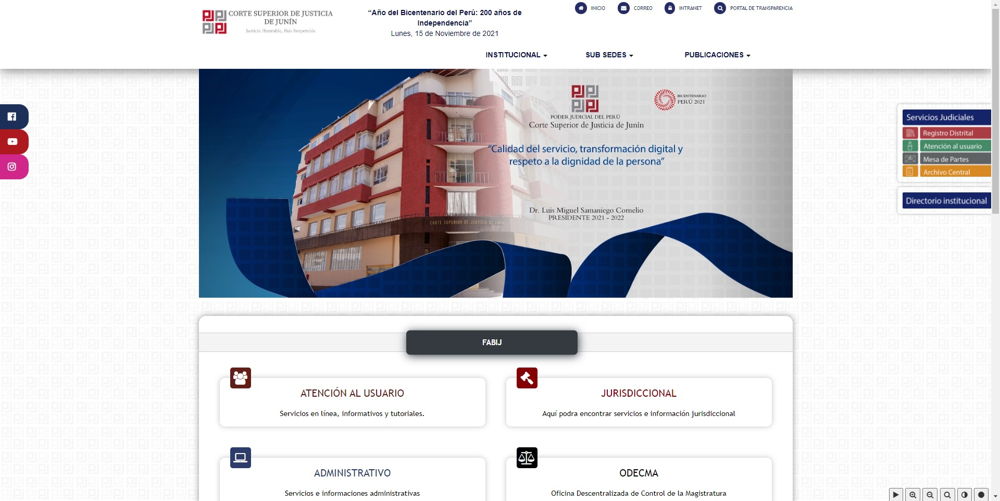 CORTE SUPERIOR DE JUSTICIA
DE JUNÍN
Justicia Honorable, País Respetable
“Año del Bicentenario del Perú: 200 años de
Independencia”
Lunes, 15 de Noviembre de 2021
INICIO
CORREO
INTRANET
PORTAL DE TRANSPARENCIA
INSTITUCIONAL
SUB SEDES
PUBLICACIONES
PODER JUDICIAL DEL PERÚ
Corte Superior de Justicia de Junín
BICENTENARIO
PERÚ 2021
“Calidad del servicio, transformación digital y
respeto a la dignidad de la persona”
Dr. Luis Miguel Samaniego Cornelio
PRESIDENTE 2021 - 2022
CORTE SUPERIOR DE JUSTICIA DE JUNIN
Servicios Judiciales
Registro Distrital
Atención al usuario
Mesa de Partes
Archivo Central
Directorio institucional
FABIJ
ATENCIÓN AL USUARIO
Servicios en línea, informativos y tutoriales.
JURISDICCIONAL
Aquí podra encontrar servicios e información jurisdiccional
ADMINISTRATIVO
Servicios e informaciones administrativas
ODECMA
Oficina Descentralizada de Control de la Magistratura